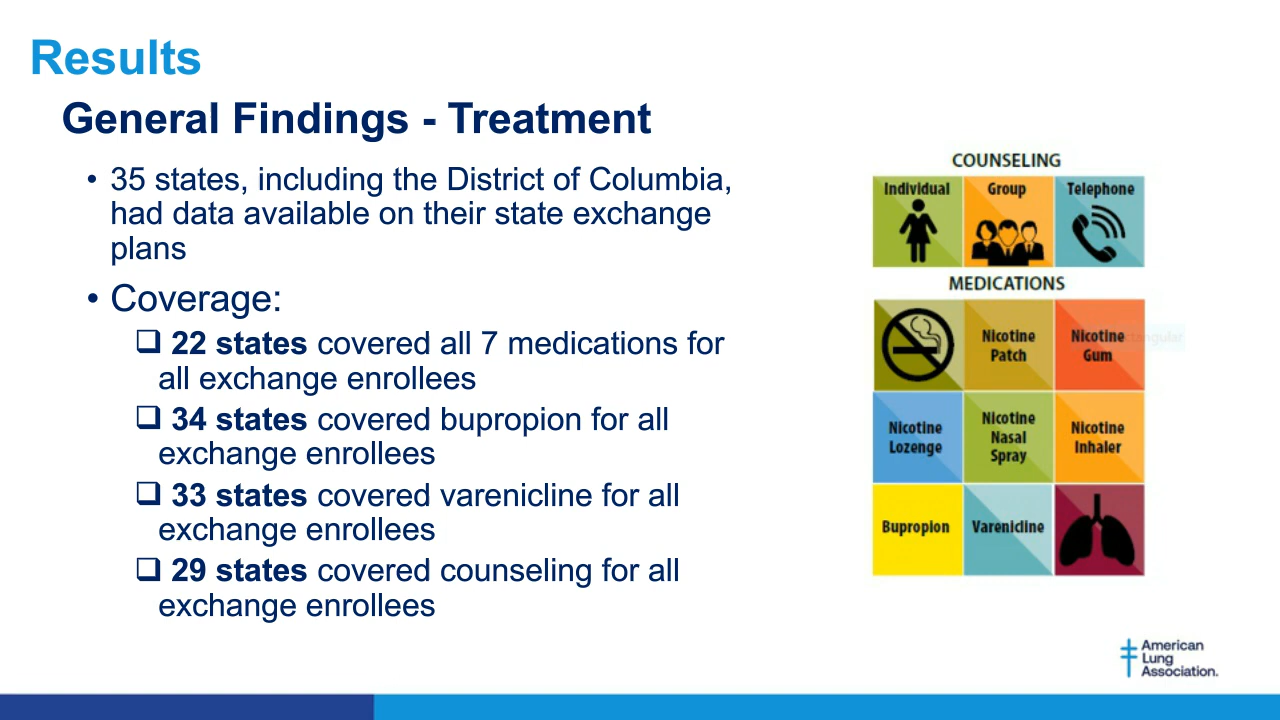 Results
General Findings - Treatment
• 35 states, including the District of Columbia,
had data available on their state exchange
plans
• Coverage:
❑ 22 states covered all 7 medications for
all exchange enrollees
❑ 34 states covered bupropion for all
exchange enrollees
❑ 33 states covered varenicline for all
exchange enrollees
❑ 29 states covered counseling for all
exchange enrollees
COUNSELING
Individual
Group
Telephone
MEDICATIONS
Nicotine
Patch
Nicotine
Gum
Nicotine
Lozenge
Nicotine
Nasal
Spray
Nicotine
Inhaler
Bupropion
Varenicline
American
Lung
Association.